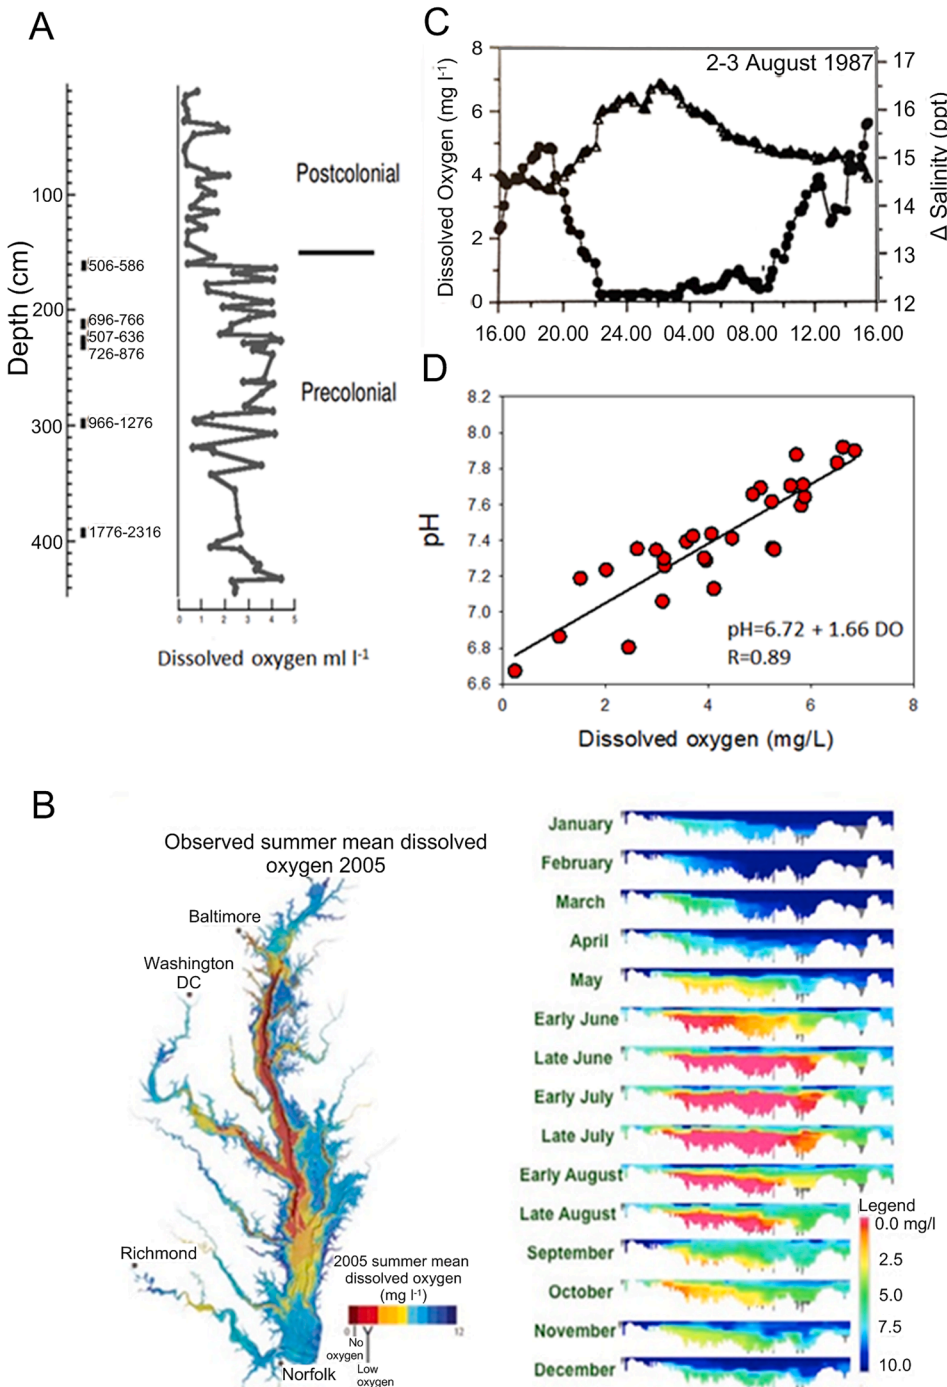 A
Depth (cm)
100
200
300
400
506-586
696-766
507-636
726-876
966-1276
1776-2316
Postcolonial
Precolonial
0 1 2 3 4 5
Dissolved oxygen ml l-1
C
2-3 August 1987
Dissolved Oxygen (mg l-1)
8
6
4
2
0
Δ Salinity (ppt)
17
16
15
14
13
12
16.00 20.00 24.00 04.00 08.00 12.00 16.00
D
pH
8.2
8.0
7.8
7.6
7.4
7.2
7.0
6.8
6.6
pH=6.72 + 1.66 DO
R=0.89
0 2 4 6 8
Dissolved oxygen (mg/L)
B
Observed summer mean dissolved
oxygen 2005
Baltimore
Washington
DC
Richmond
Norfolk
2005 summer mean
dissolved oxygen
(mg l-1)
0 12
No
oxygen
Low
oxygen
January
February
March
April
May
Early June
Late June
Early July
Late July
Early August
Late August
September
October
November
December
Legend
0.0 mg/l
2.5
5.0
7.5
10.0